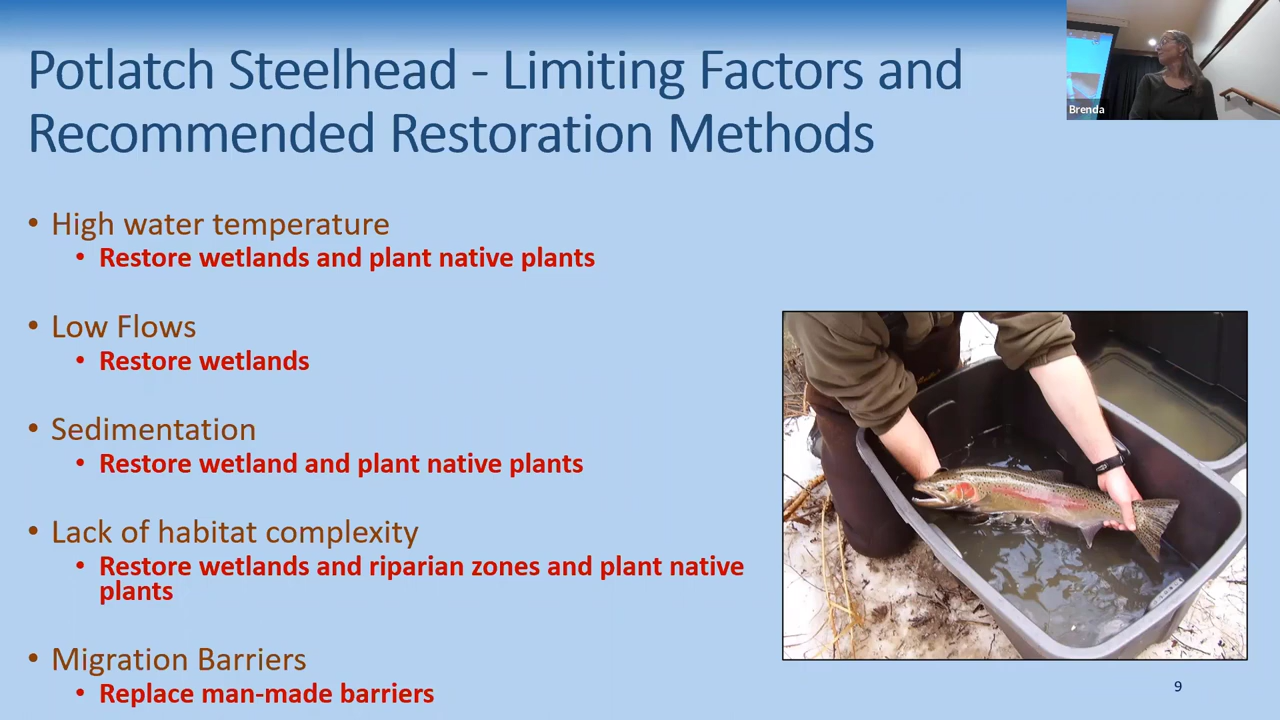 Potlatch Steelhead - Limiting Factors and
Recommended Restoration Methods
Brenda
• High water temperature
• Restore wetlands and plant native plants
• Low Flows
• Restore wetlands
• Sedimentation
• Restore wetland and plant native plants
• Lack of habitat complexity
• Restore wetlands and riparian zones and plant native
plants
• Migration Barriers
• Replace man-made barriers
9